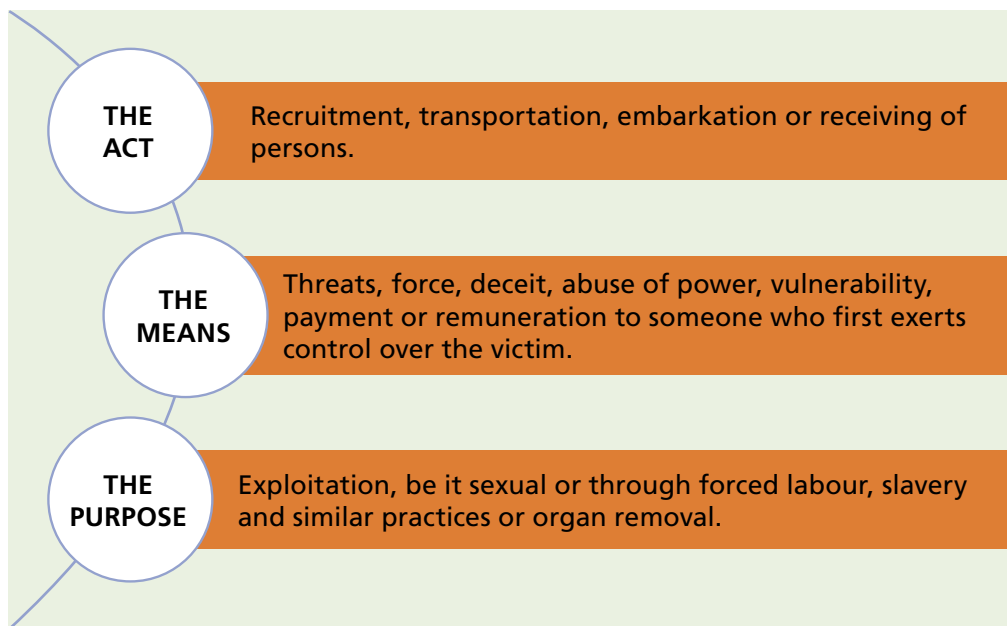 THE
ACT
Recruitment, transportation, embarkation or receiving of
persons.
THE
MEANS
Threats, force, deceit, abuse of power, vulnerability,
payment or remuneration to someone who first exerts
control over the victim.
THE
PURPOSE
Exploitation, be it sexual or through forced labour, slavery
and similar practices or organ removal.